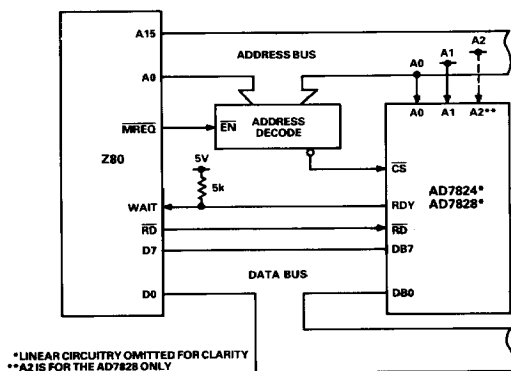 A15
ADDRESS BUS
A0
A0
A1
A2
MREQ
EN
ADDRESS
DECODE
A0
A1
A2**
Z80
5V
5k
CS
WAIT
RDY
AD7824*
AD7828*
RD
RD
D7
DB7
DATA BUS
D0
DB0
*LINEAR CIRCUITRY OMITTED FOR CLARITY
**A2 IS FOR THE AD7828 ONLY